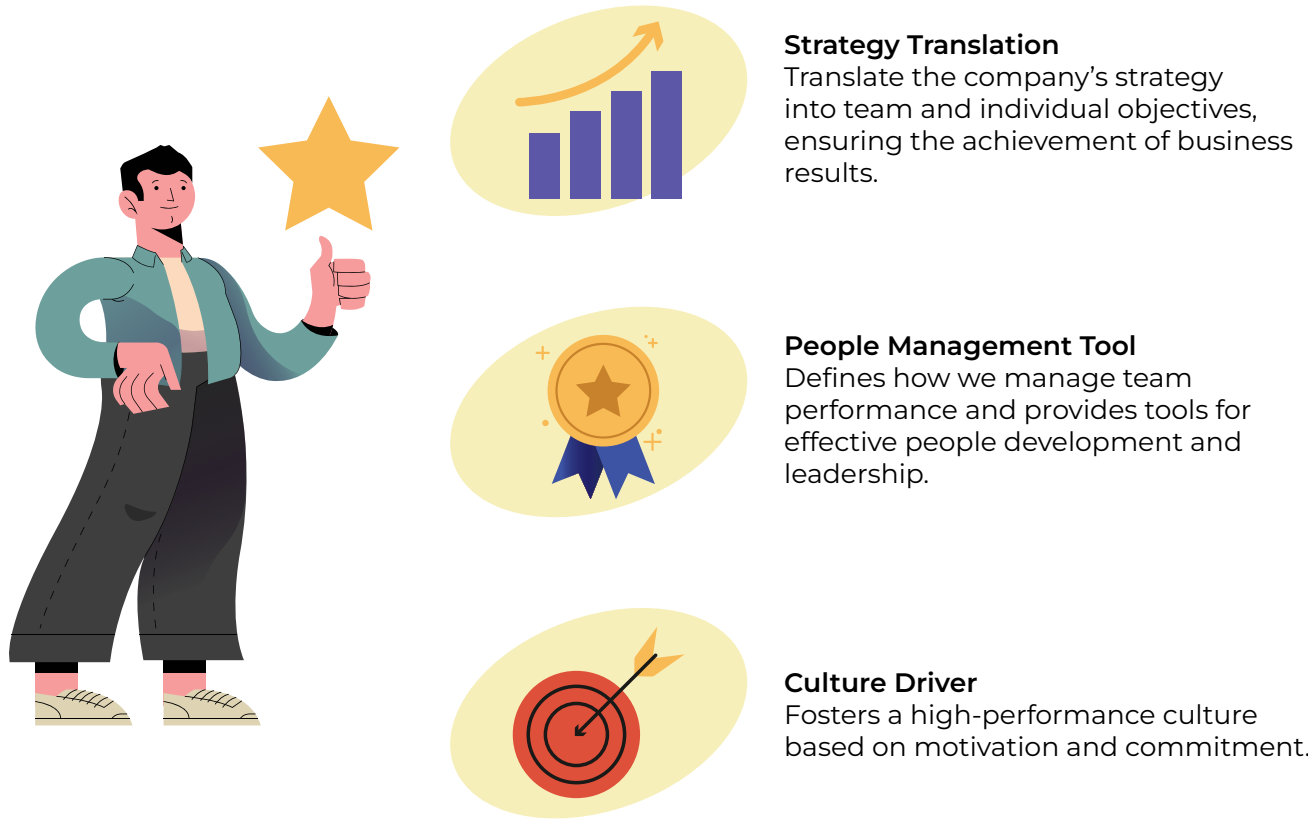 Strategy Translation
Translate the company’s strategy
into team and individual objectives,
ensuring the achievement of business
results.
People Management Tool
Defines how we manage team
performance and provides tools for
effective people development and
leadership.
Culture Driver
Fosters a high-performance culture
based on motivation and commitment.